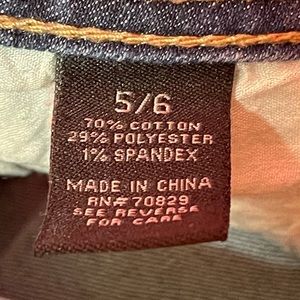 5/6
70% COTTON
29% POLYESTER
1% SPANDEX
MADE IN CHINA
RN# 70829
SEE REVERSE
FOR CARE